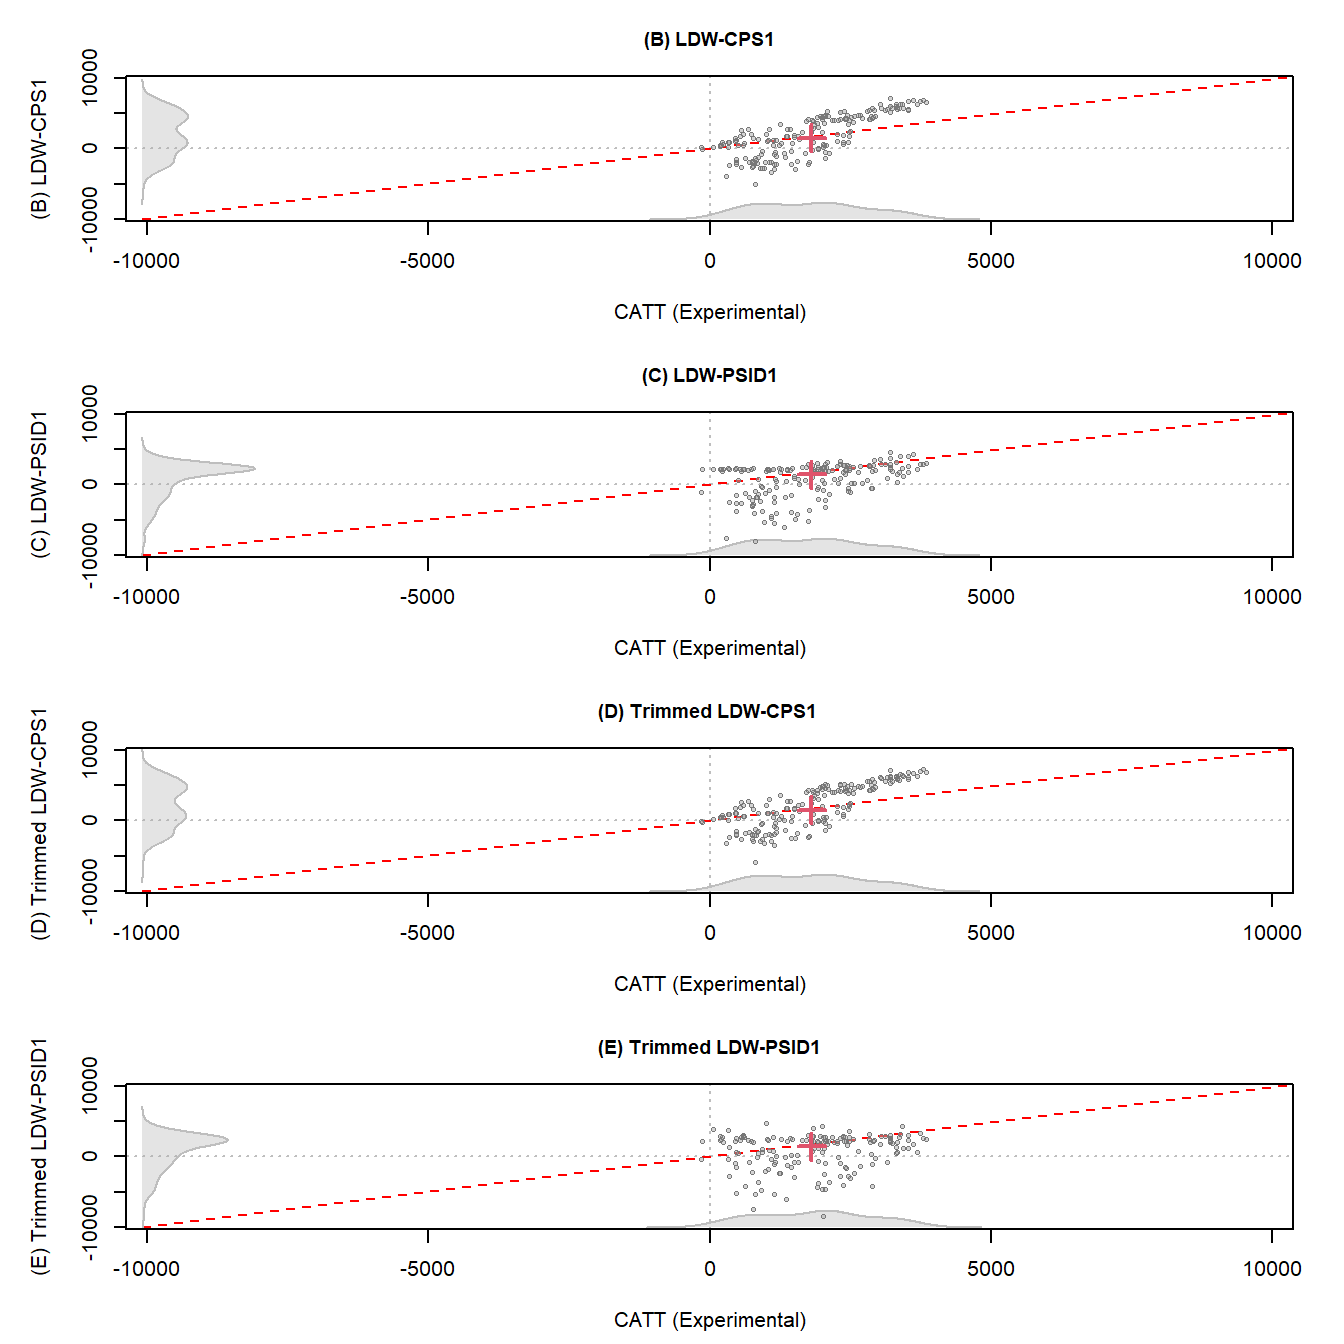 (B) LDW-CPS1
(B) LDW-CPS1
10000
0
-10000
-10000 -5000 0 5000 10000
CATT (Experimental)
(C) LDW-PSID1
(C) LDW-PSID1
10000
0
-10000
-10000 -5000 0 5000 10000
CATT (Experimental)
(D) Trimmed LDW-CPS1
(D) Trimmed LDW-CPS1
10000
0
-10000
-10000 -5000 0 5000 10000
CATT (Experimental)
(E) Trimmed LDW-PSID1
(E) Trimmed LDW-PSID1
10000
0
-10000
-10000 -5000 0 5000 10000
CATT (Experimental)